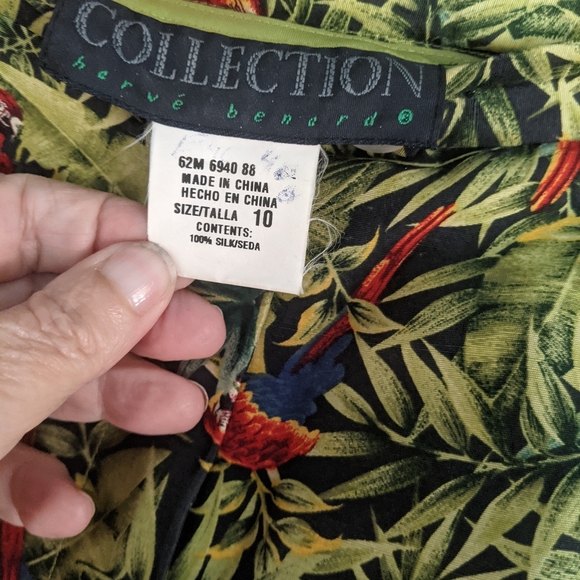 COLLECTION
hervé benard®
62M 6940 88
MADE IN CHINA
HECHO EN CHINA
SIZE/TALLA 10
CONTENTS:
100% SILK/SEDA